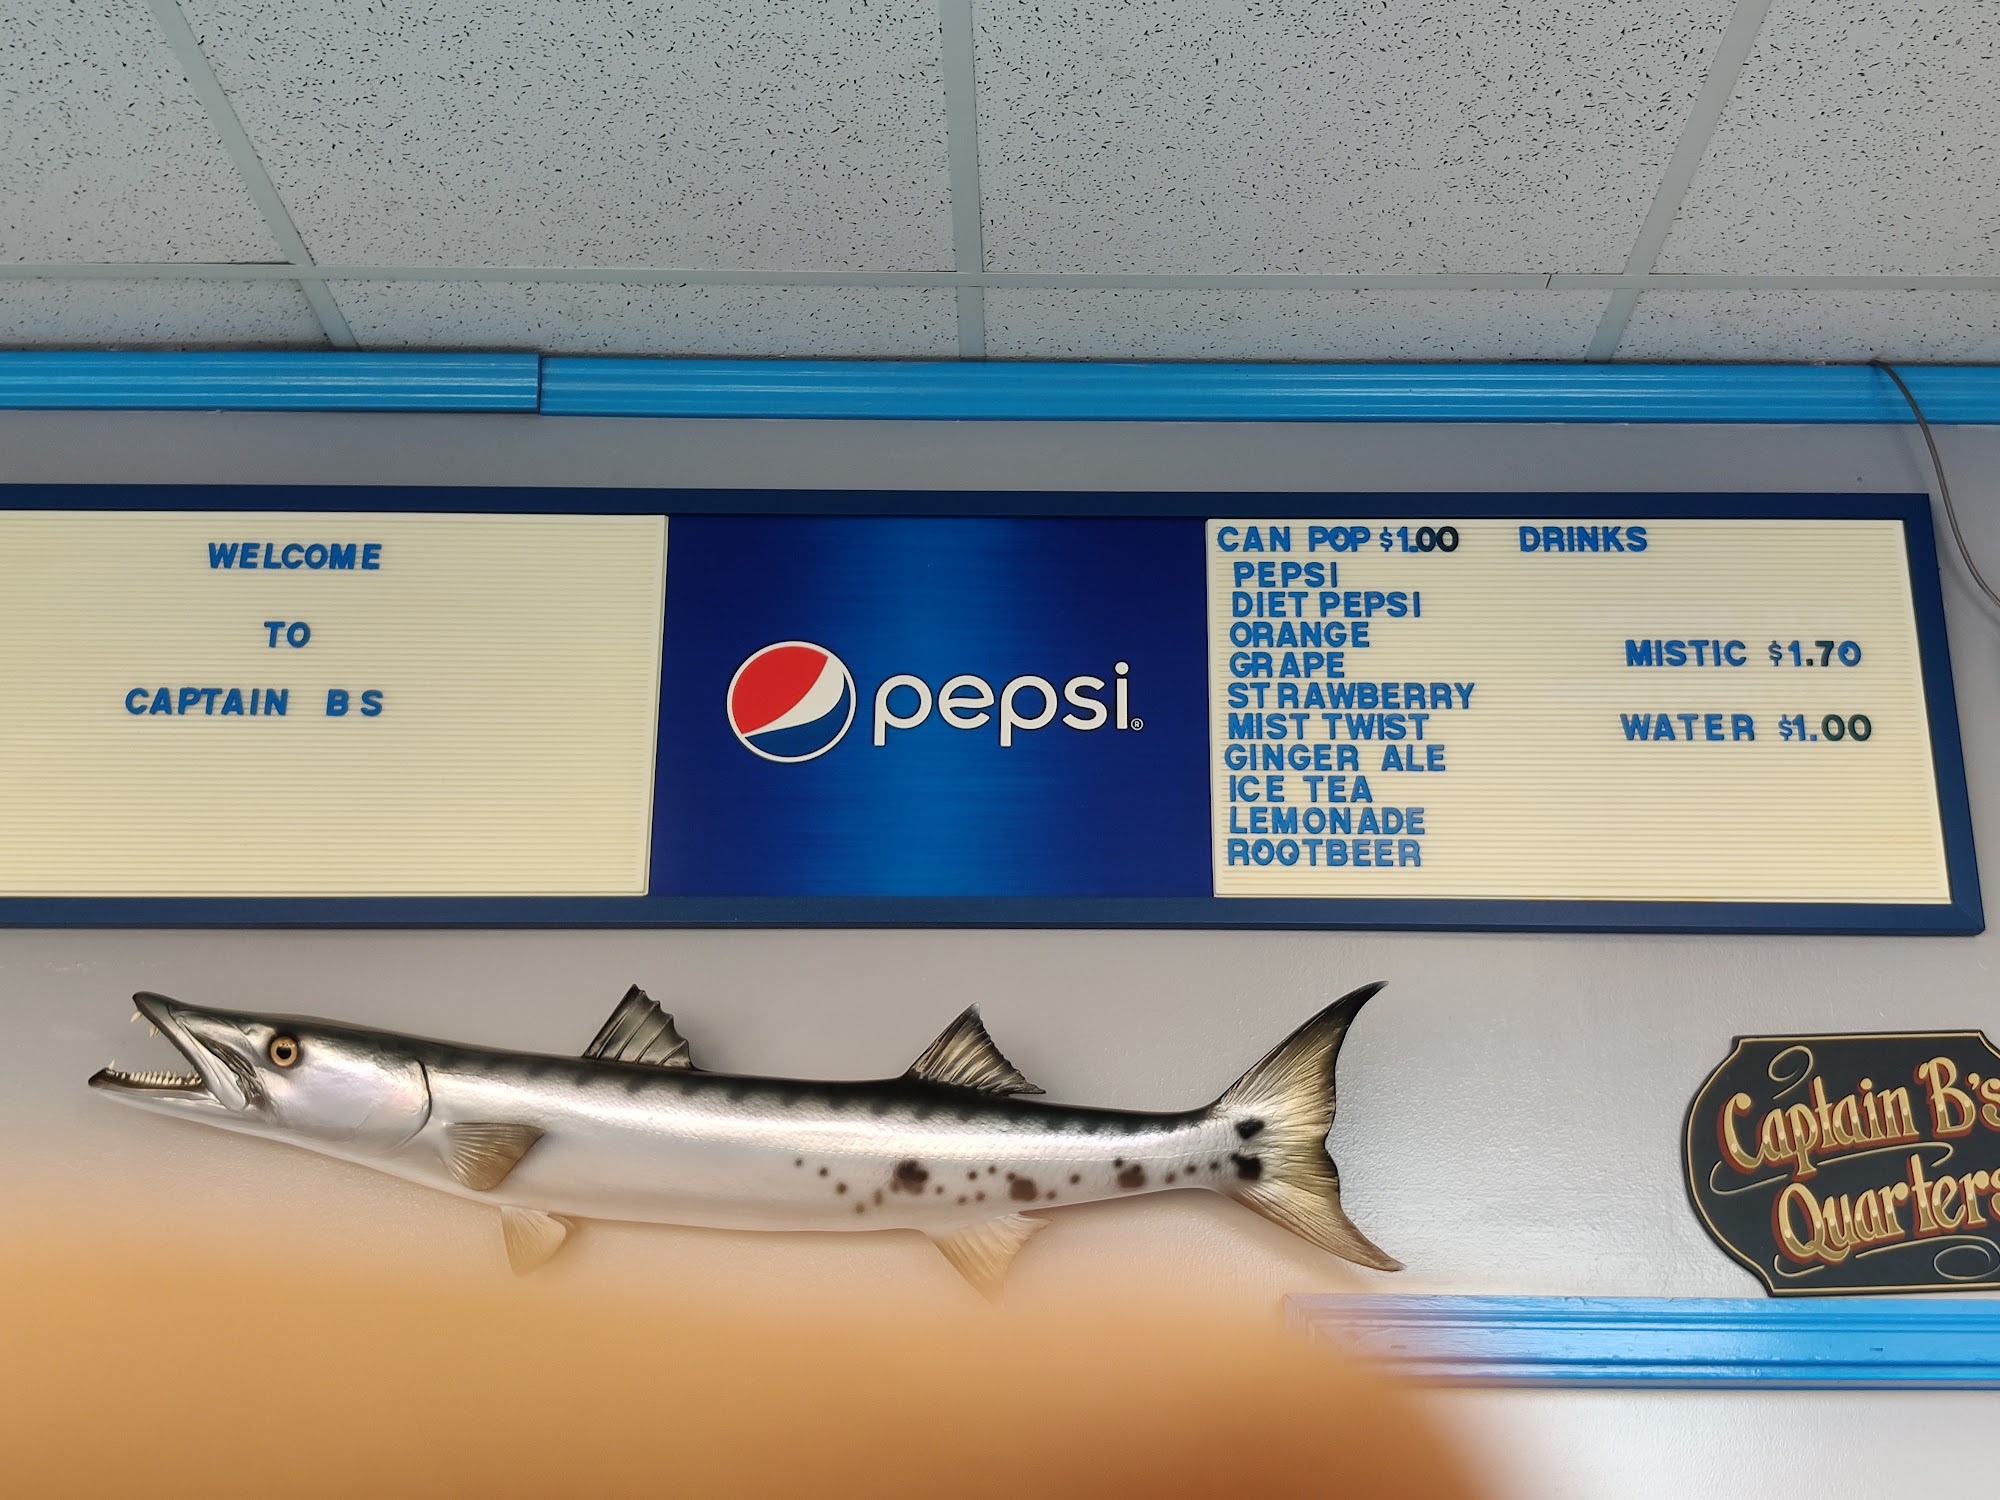 WELCOME
TO
CAPTAIN BS
pepsi®
CAN POP $1.00 DRINKS
PEPSI
DIET PEPSI
ORANGE
GRAPE
STRAWBERRY
MIST TWIST
GINGER ALE
ICE TEA
LEMONADE
ROOTBEER
MISTIC $1.70
WATER $1.00
Captain B's
Quarters